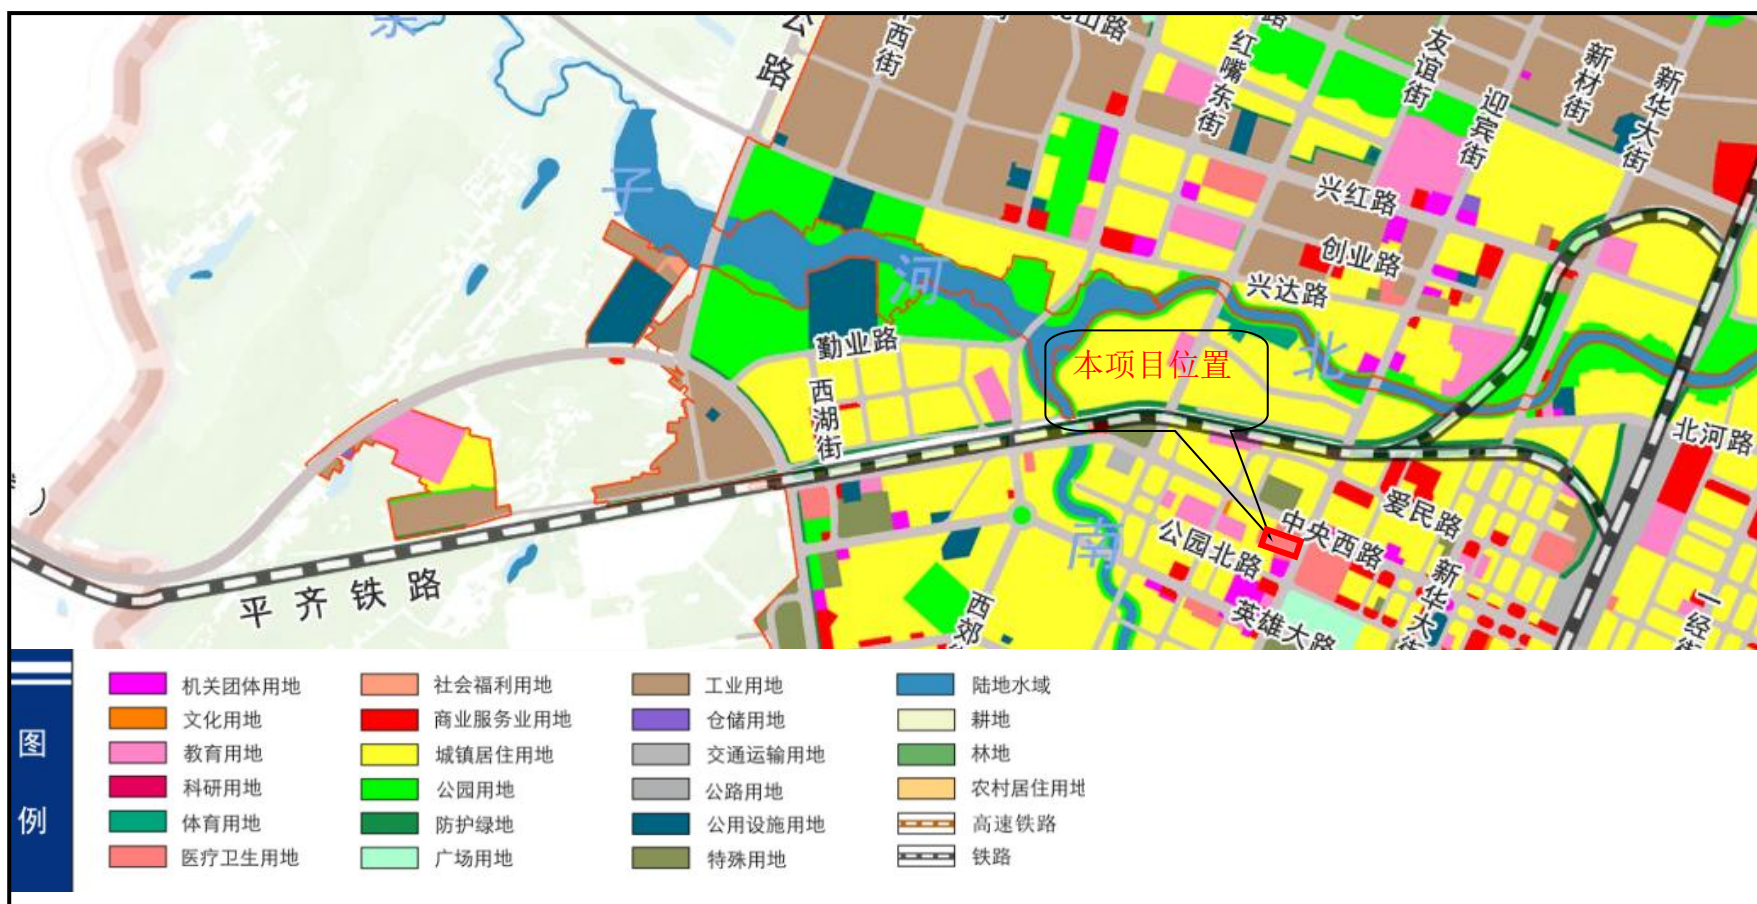 公路
西街
山路
红嘴东街
友谊街
迎宾街
新材街
新华大街
兴红路
创业路
兴达路
子
河
北
南
勤业路
西湖街
本项目位置
北河路
爱民路
中央西路
公园北路
英雄大路
新华大街
一经街
西郊
平齐铁路
图例
机关团体用地
文化用地
教育用地
科研用地
体育用地
医疗卫生用地
社会福利用地
商业服务业用地
城镇居住用地
公园用地
防护绿地
广场用地
工业用地
仓储用地
交通运输用地
公路用地
公用设施用地
特殊用地
陆地水域
耕地
林地
农村居住用地
高速铁路
铁路